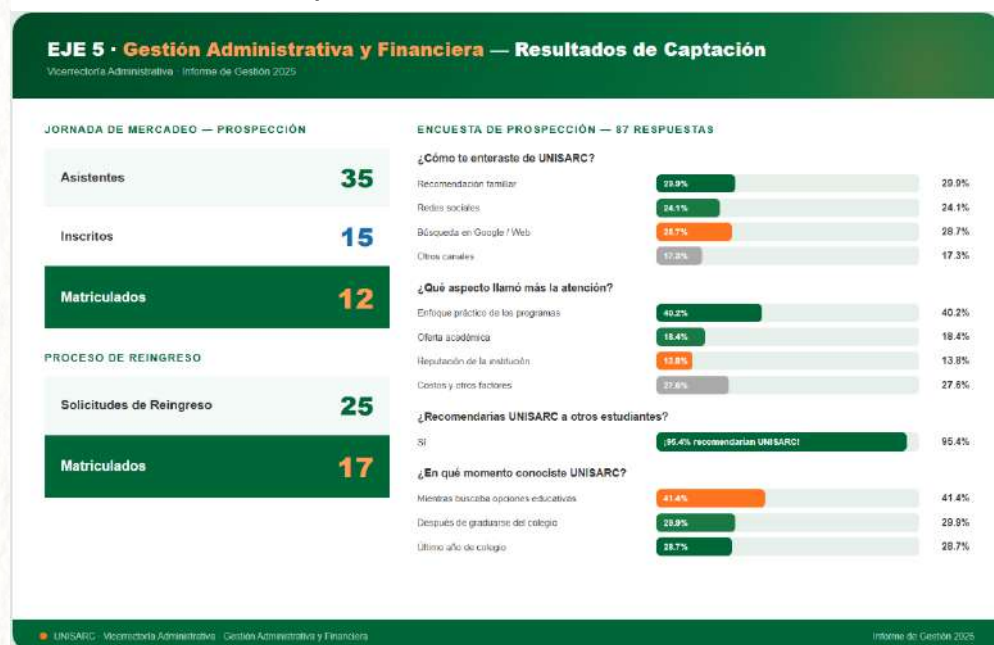 EJE 5 · Gestión Administrativa y Financiera — Resultados de Captación
Vicerrectoría Administrativa · Informe de Gestión 2025
JORNADA DE MERCADEO — PROSPECCIÓN
Asistentes 35
Inscritos 15
Matriculados 12
PROCESO DE REINGRESO
Solicitudes de Reingreso 25
Matriculados 17
ENCUESTA DE PROSPECCIÓN — 87 RESPUESTAS
¿Cómo te enteraste de UNISARC?
Recomendación familiar 29.9% 29.9%
Redes sociales 24.1% 24.1%
Búsqueda en Google / Web 28.7% 28.7%
Otros canales 17.3% 17.3%
¿Qué aspecto llamó más la atención?
Enfoque práctico de los programas 40.2% 40.2%
Oferta académica 18.4% 18.4%
Reputación de la institución 13.8% 13.8%
Costos y otros factores 27.6% 27.6%
¿Recomendarías UNISARC a otros estudiantes?
Sí ¡95.4% recomendarían UNISARC! 95.4%
¿En qué momento conociste UNISARC?
Mientras buscaba opciones educativas 41.4% 41.4%
Después de graduarse del colegio 29.9% 29.9%
Último año de colegio 28.7% 28.7%
UNISARC · Vicerrectoría Administrativa · Gestión Administrativa y Financiera
Informe de Gestión 2025